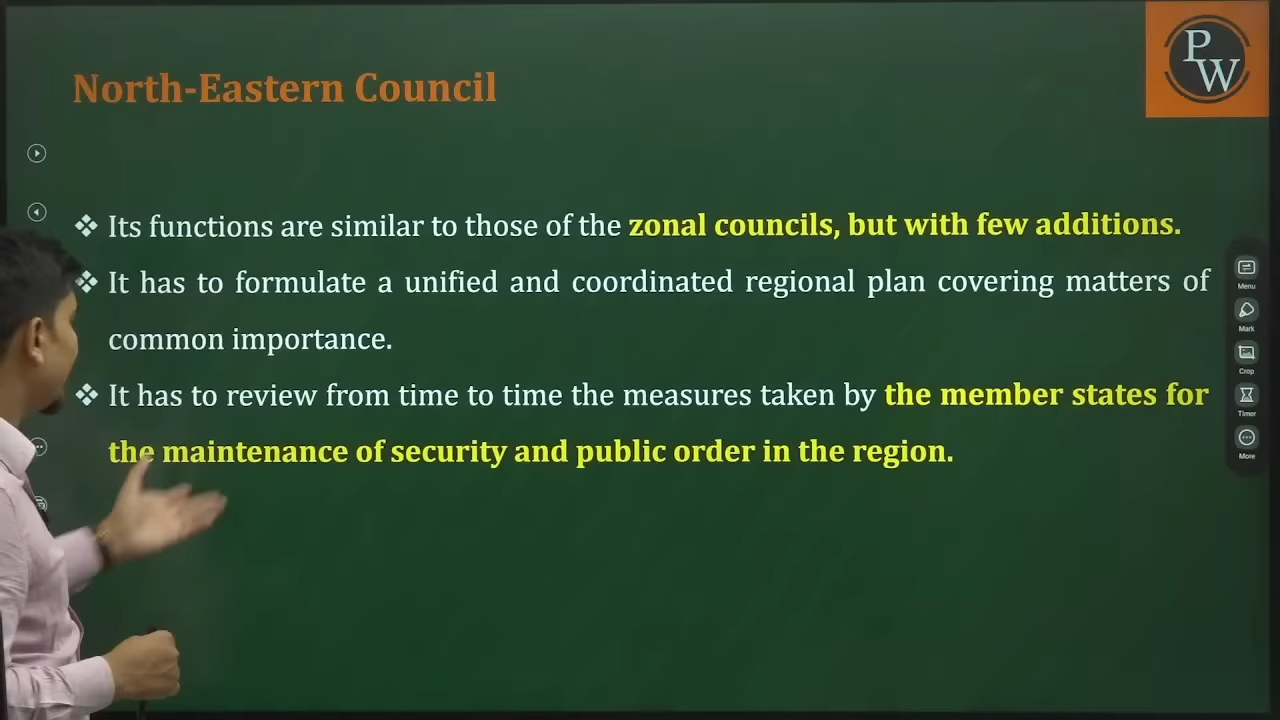 PW
North-Eastern Council
❖ Its functions are similar to those of the zonal councils, but with few additions.
❖ It has to formulate a unified and coordinated regional plan covering matters of
common importance.
❖ It has to review from time to time the measures taken by the member states for
the maintenance of security and public order in the region.
Menu
Mark
Crop
Timer
More